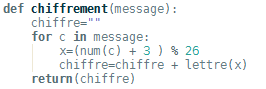 def chiffrement(message):
    chiffre=""
    for c in message:
        x=(num(c) + 3 ) % 26
        chiffre=chiffre + lettre(x)
    return(chiffre)